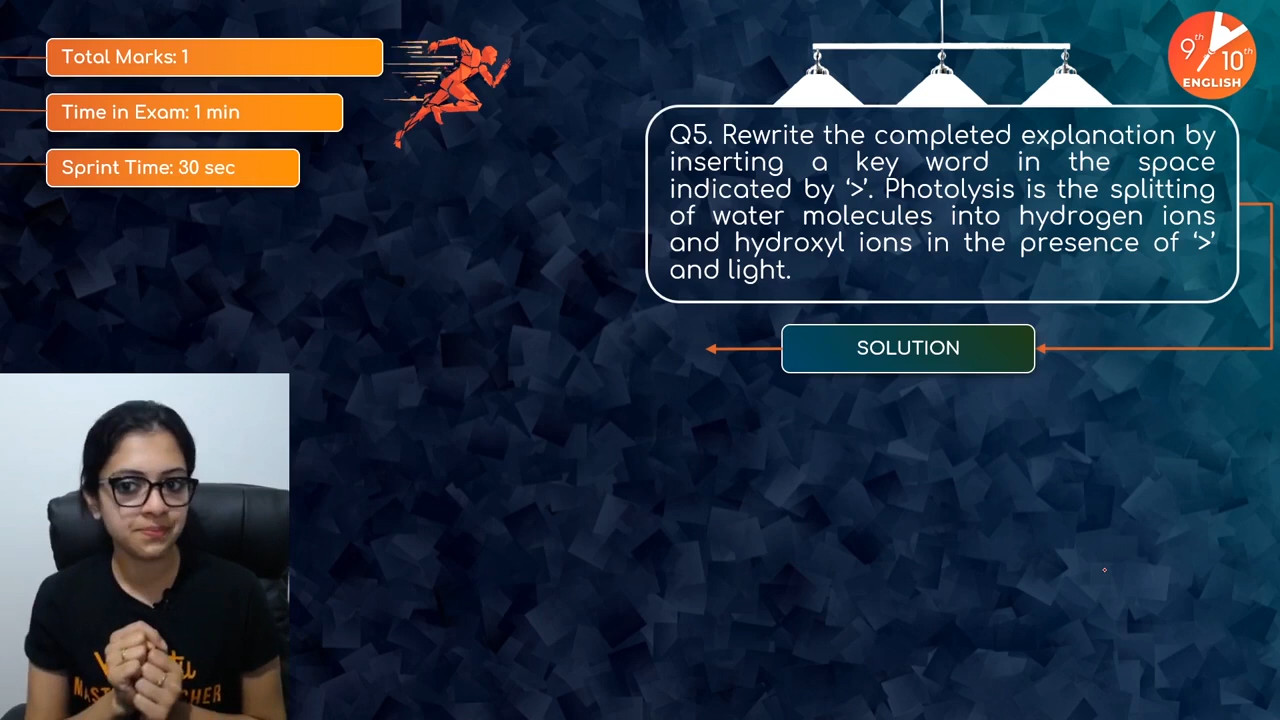 Total Marks: 1
Time in Exam: 1 min
Sprint Time: 30 sec
9th
10th
ENGLISH
Q5. Rewrite the completed explanation by
inserting a key word in the space
indicated by ‘>’. Photolysis is the splitting
of water molecules into hydrogen ions
and hydroxyl ions in the presence of ‘>’
and light.
SOLUTION